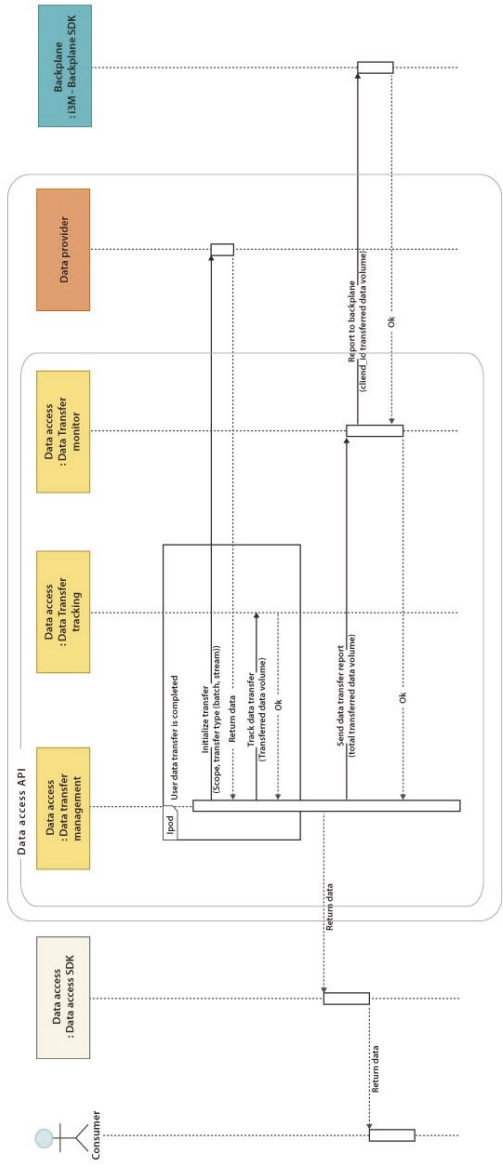 Consumer
Data access
: Data access SDK
Data access API
Data access
: Data transfer
management
Data access
: Data Transfer
tracking
Data access
: Data Transfer
monitor
Data provider
Backplane
: i3M - Backplane SDK
lpod
User data transfer is completed
Initialize transfer
(Scope, transfer type (batch, stream))
Return data
Track data transfer
(Transferred data volume)
Ok
Return data
Send data transfer report
(total transferred data volume)
Report to backplane
(cliend_id transferred data volume)
Ok
Ok
Return data